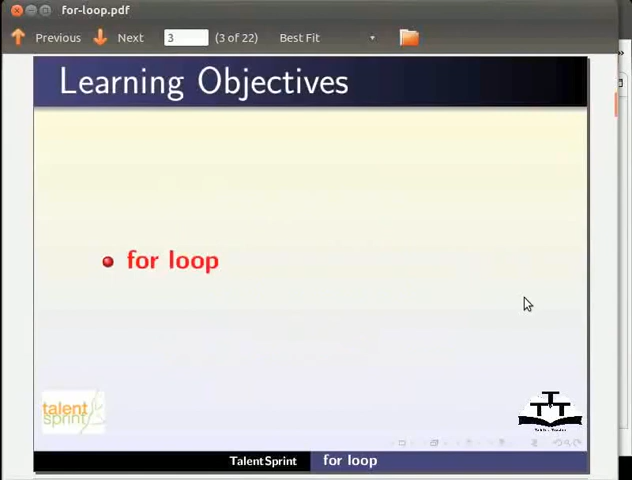 for-loop.pdf
Previous Next 3 (3 of 22) Best Fit
Learning Objectives
for loop
talent
sprint
TTT
TalentSprint for loop